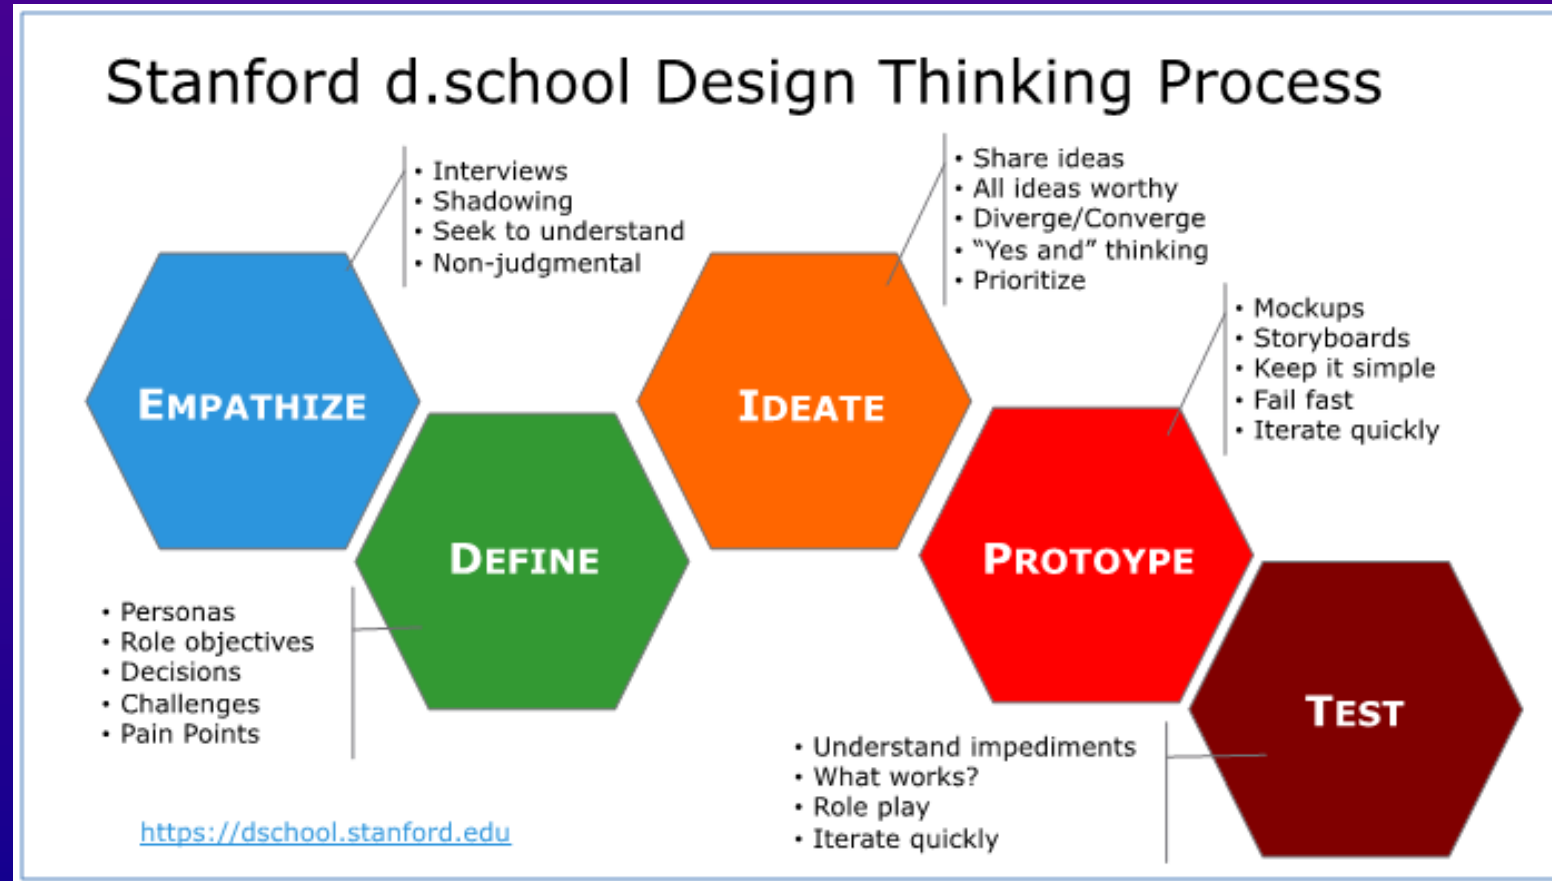 Stanford d.school Design Thinking Process
• Interviews
• Shadowing
• Seek to understand
• Non-judgmental
EMPATHIZE
• Personas
• Role objectives
• Decisions
• Challenges
• Pain Points
DEFINE
• Share ideas
• All ideas worthy
• Diverge/Converge
• “Yes and” thinking
• Prioritize
IDEATE
• Mockups
• Storyboards
• Keep it simple
• Fail fast
• Iterate quickly
PROTOYPE
• Understand impediments
• What works?
• Role play
• Iterate quickly
TEST
https://dschool.stanford.edu